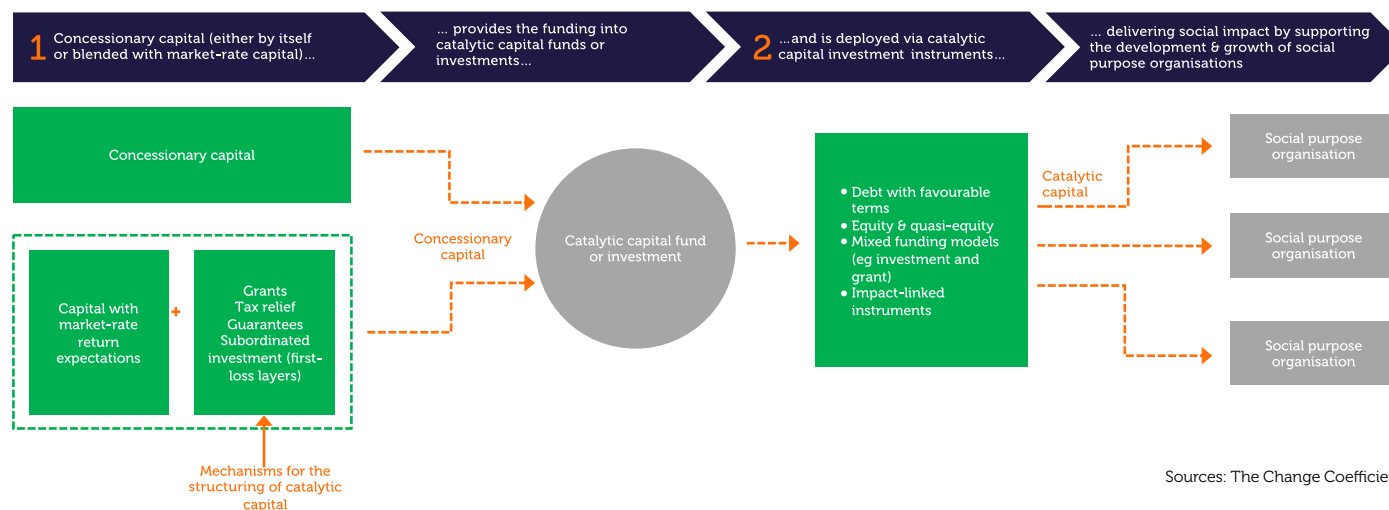 1 Concessionary capital (either by itself
or blended with market-rate capital)...
... provides the funding into
catalytic capital funds or
investments...
2 ...and is deployed via catalytic
capital investment instruments...
... delivering social impact by supporting
the development & growth of social
purpose organisations
Concessionary capital
Capital with
market-rate
return
expectations
+
Grants
Tax relief
Guarantees
Subordinated
investment (first-
loss layers)
Mechanisms for the
structuring of catalytic
capital
Concessionary
capital
Catalytic capital fund
or investment
• Debt with favourable
terms
• Equity & quasi-equity
• Mixed funding models
(eg investment and
grant)
• Impact-linked
instruments
Catalytic
capital
Social purpose
organisation
Social purpose
organisation
Social purpose
organisation
Sources: The Change Coefficie